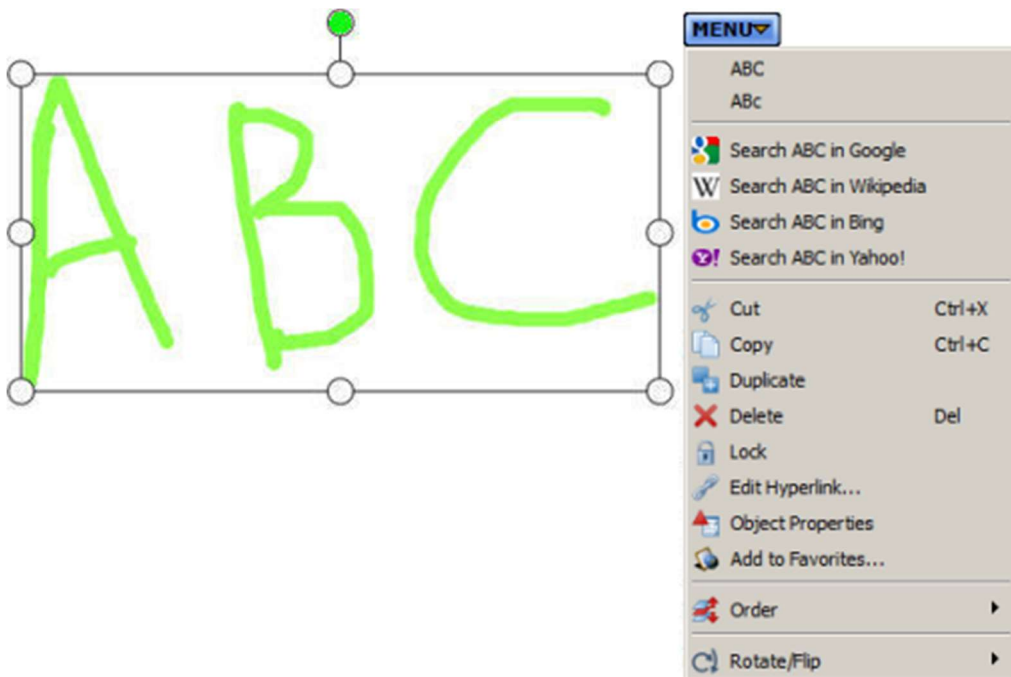 ABC
MENU
ABC
ABc
Search ABC in Google
W Search ABC in Wikipedia
Search ABC in Bing
Y! Search ABC in Yahoo!
Cut Ctrl+X
Copy Ctrl+C
Duplicate
Delete Del
Lock
Edit Hyperlink...
Object Properties
Add to Favorites...
Order
Rotate/Flip